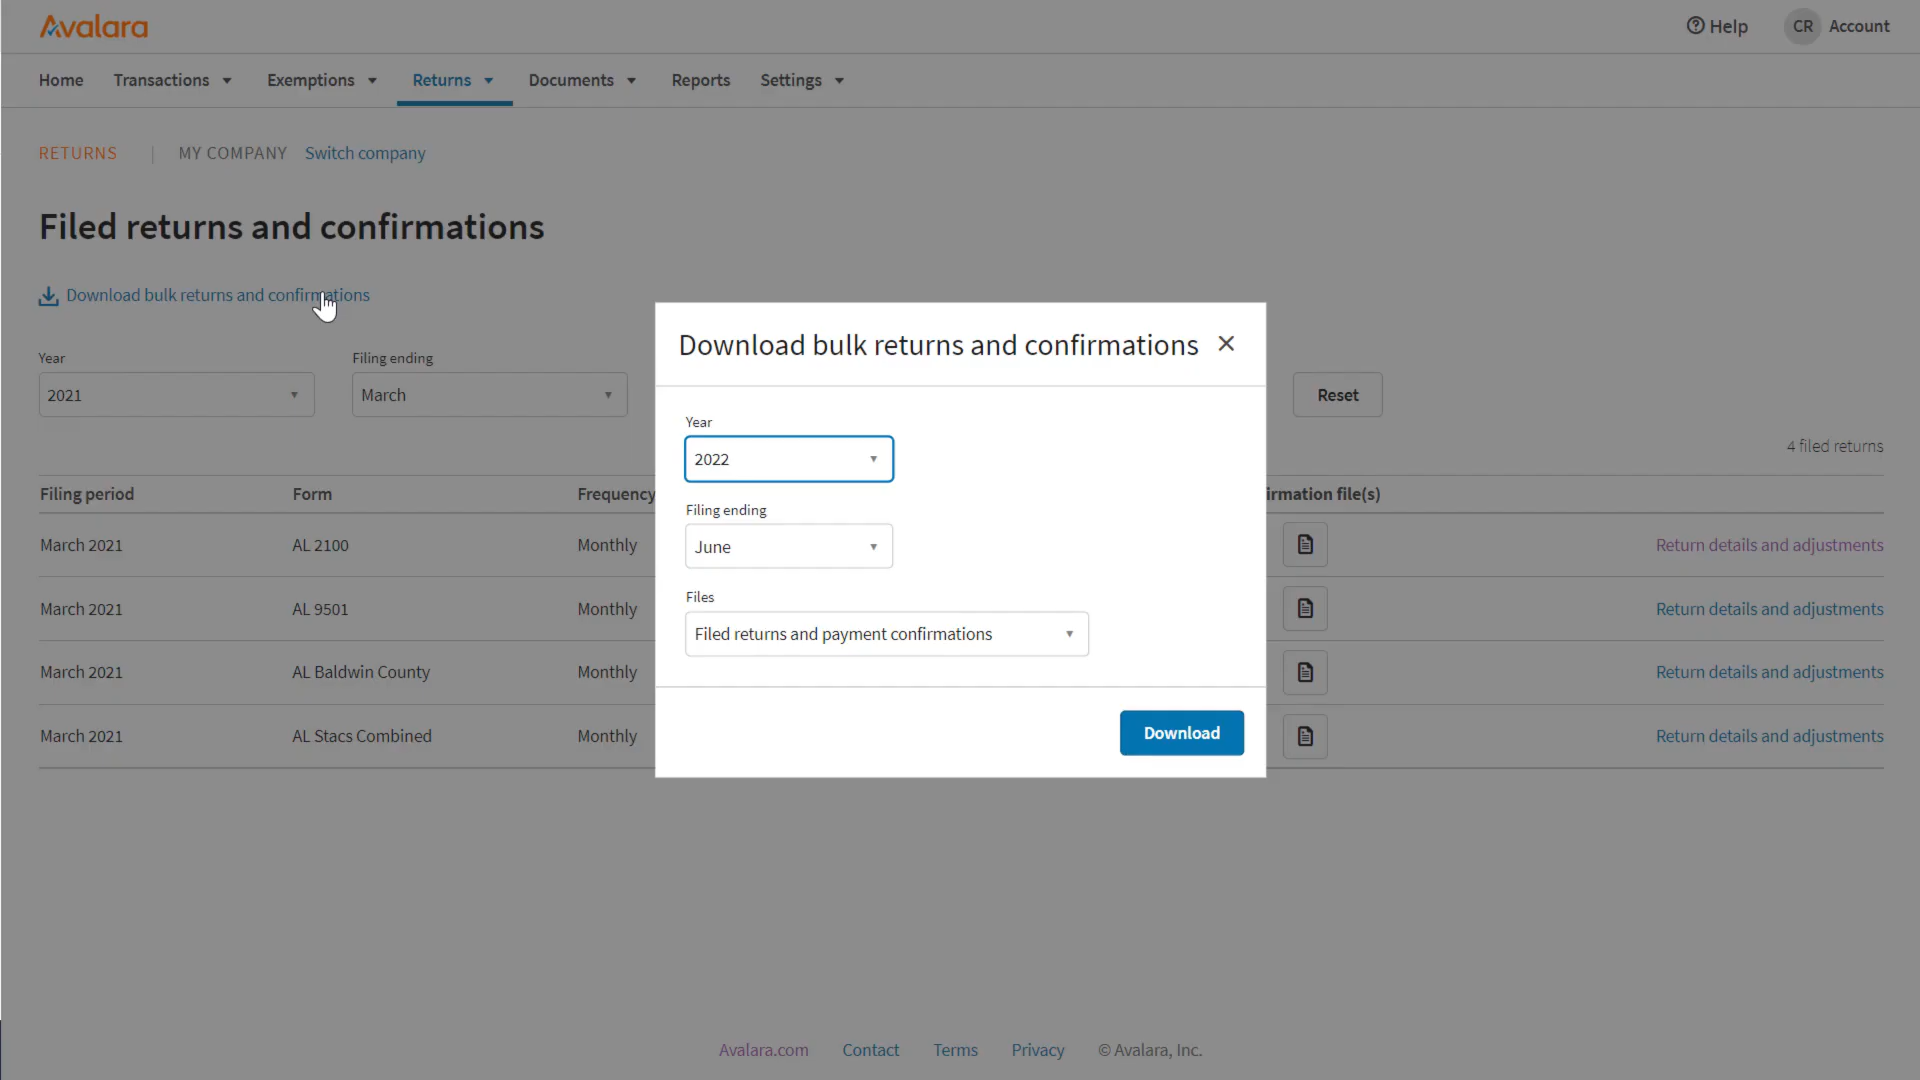 Avalara
Help
CR Account
Home Transactions Exemptions Returns Documents Reports Settings
RETURNS | MY COMPANY Switch company
Filed returns and confirmations
Download bulk returns and confirmations
Year
2021
Filing ending
March
Reset
4 filed returns
Filing period Form Frequency irmation file(s)
March 2021 AL 2100 Monthly Return details and adjustments
March 2021 AL 9501 Monthly Return details and adjustments
March 2021 AL Baldwin County Monthly Return details and adjustments
March 2021 AL Stacs Combined Monthly Return details and adjustments
Download bulk returns and confirmations
Year
2022
Filing ending
June
Files
Filed returns and payment confirmations
Download
Avalara.com Contact Terms Privacy © Avalara, Inc.